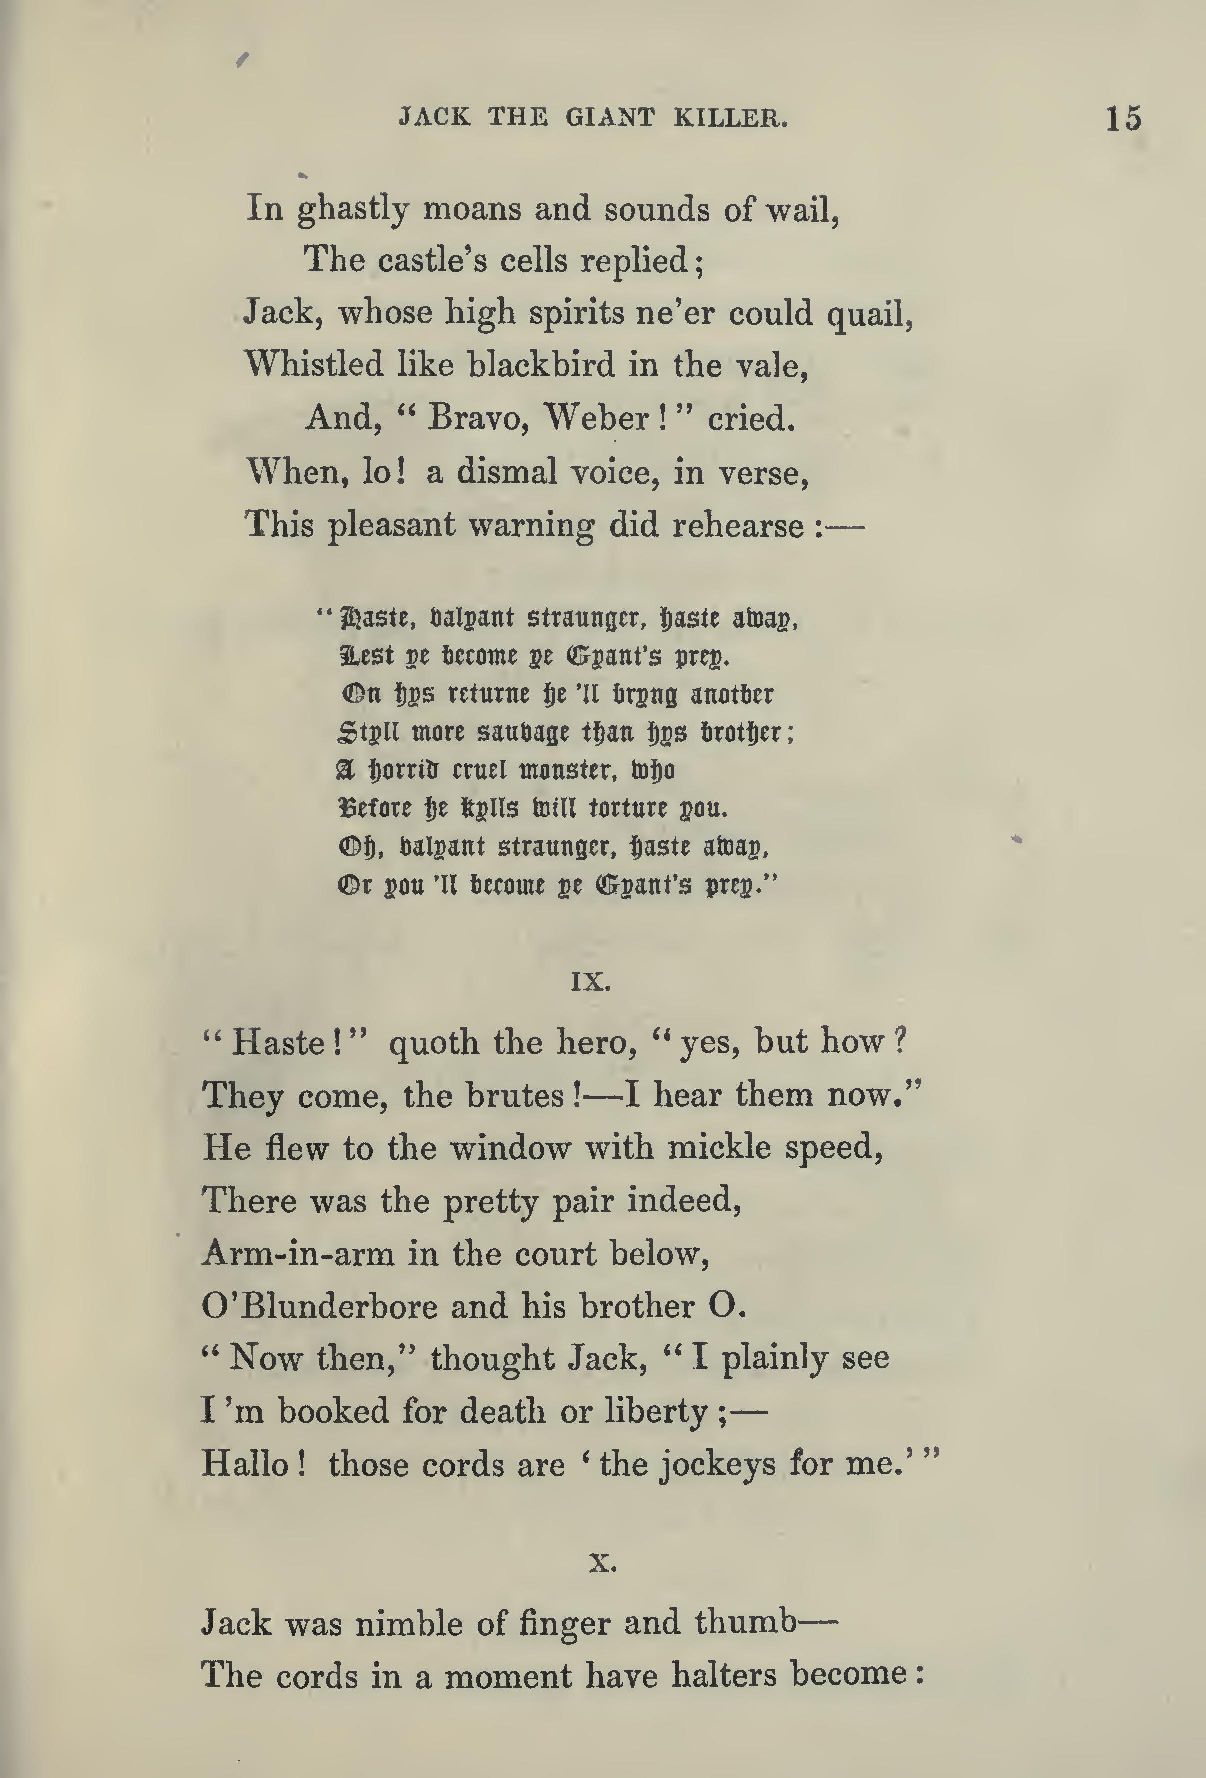 JACK THE GIANT KILLER. 15
In ghastly moans and sounds of wail,
The castle's cells replied;
Jack, whose high spirits ne'er could quail,
Whistled like blackbird in the vale,
And, “ Bravo, Weber ! ” cried.
When, lo! a dismal voice, in verse,
This pleasant warning did rehearse :—
“ Haste, valyant straunger, haste away,
Lest ye become ye Gyant's prey.
On hys returne he 'll bryng another
Styll more sauvage than hys brother;
A horrid cruel monster, who
Before he kylls will torture you.
Oh, valyant straunger, haste away,
Or you 'll become ye Gyant's prey.”
IX.
“ Haste ! ” quoth the hero, “ yes, but how ?
They come, the brutes !—I hear them now.”
He flew to the window with mickle speed,
There was the pretty pair indeed,
Arm-in-arm in the court below,
O'Blunderbore and his brother O.
“ Now then,” thought Jack, “ I plainly see
I 'm booked for death or liberty ;—
Hallo ! those cords are ‘ the jockeys for me.’ ”
X.
Jack was nimble of finger and thumb—
The cords in a moment have halters become :